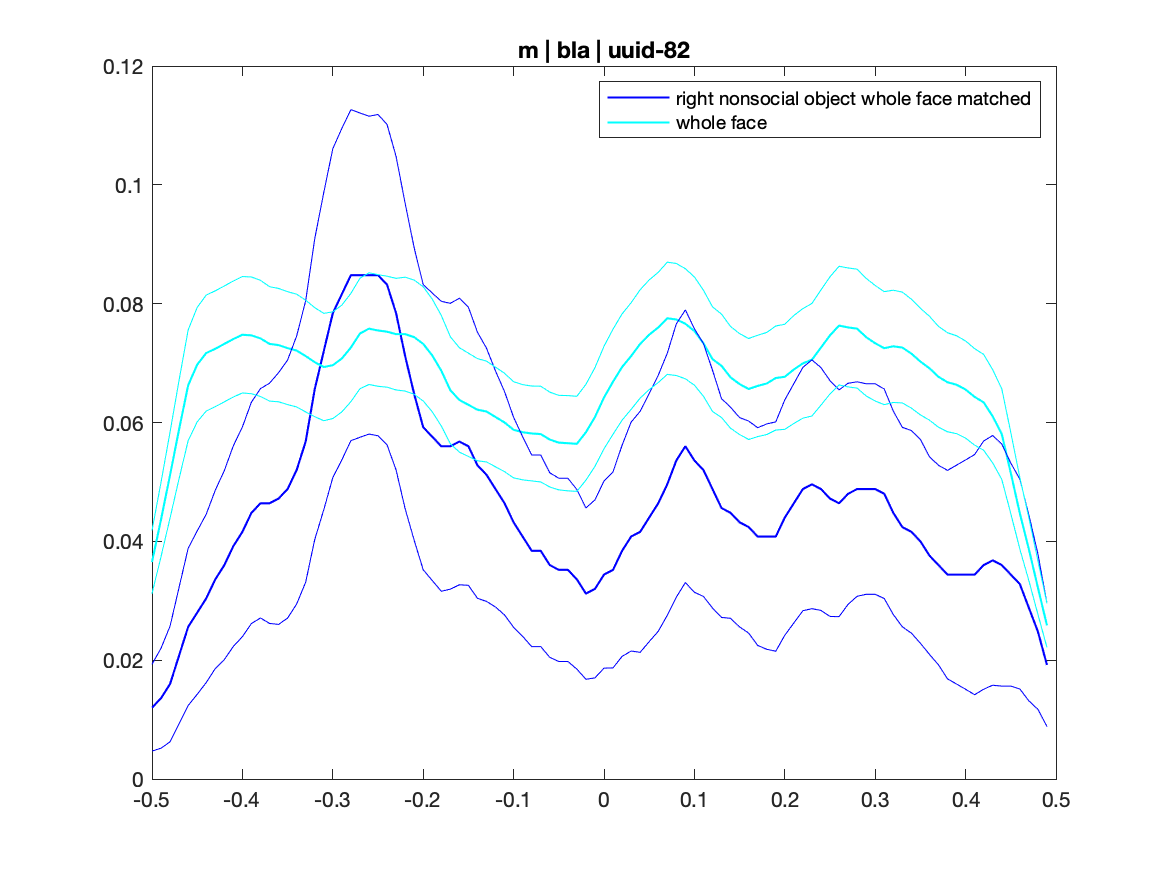 m | bla | uuid-82
0.12
right nonsocial object whole face matched
whole face
0.1
0.08
0.06
0.04
0.02
0
-0.5 -0.4 -0.3 -0.2 -0.1 0 0.1 0.2 0.3 0.4 0.5